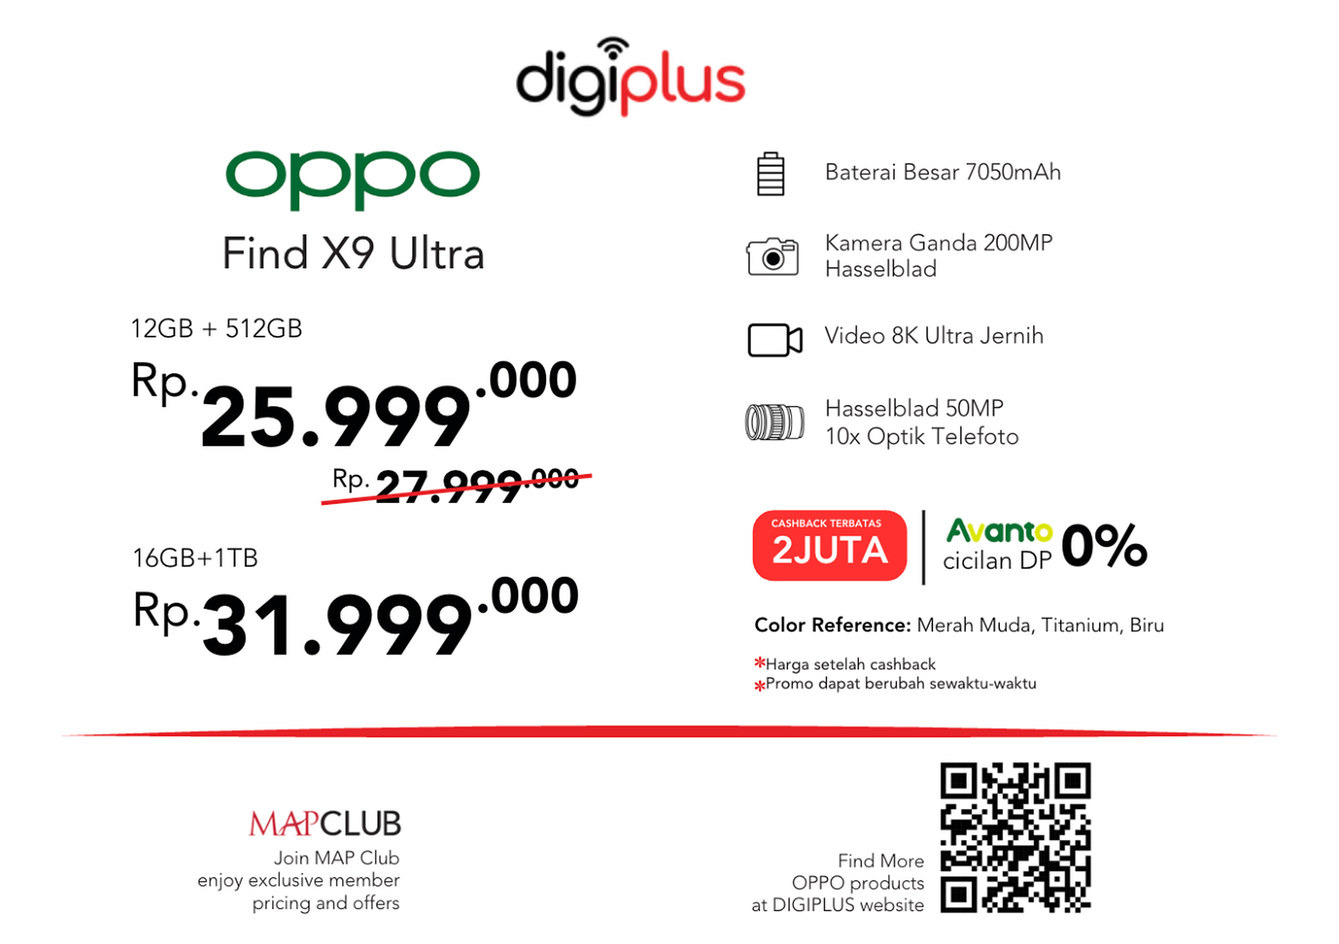 digiplus
oppo
Find X9 Ultra
12GB + 512GB
Rp.25.999.000
Rp. 27.999.000
16GB+1TB
Rp.31.999.000
Baterai Besar 7050mAh
Kamera Ganda 200MP
Hasselblad
Video 8K Ultra Jernih
Hasselblad 50MP
10x Optik Telefoto
CASHBACK TERBATAS
2JUTA
Avanto
cicilan DP 0%
Color Reference: Merah Muda, Titanium, Biru
*Harga setelah cashback
*Promo dapat berubah sewaktu-waktu
MAPCLUB
Join MAP Club
enjoy exclusive member
pricing and offers
Find More
OPPO products
at DIGIPLUS website